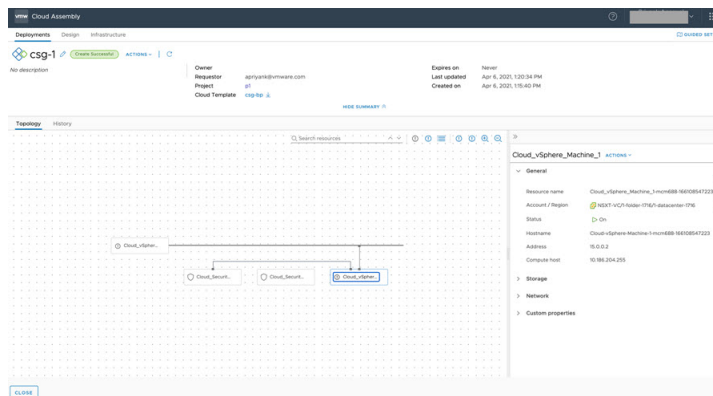 vmw Cloud Assembly
Deployments Design Infrastructure
GUIDED SET
csg-1 Create Successful ACTIONS
No description
Owner
Requestor apriyank@vmware.com
Project p1
Cloud Template csg-bp
Expires on Never
Last updated Apr 6, 2021, 1:20:34 PM
Created on Apr 6, 2021, 1:15:40 PM
HIDE SUMMARY
Topology History
Search resources
Cloud_vSpher...
Cloud_Securit...
Cloud_Securit...
Cloud_vSpher...
Cloud_vSphere_Machine_1 ACTIONS
General
Resource name Cloud_vSphere_Machine_1-mcm688-166108547223
Account / Region NSXT-VC/1-folder-1716/1-datacenter-1716
Status On
Hostname Cloud-vSphere-Machine-1-mcm688-166108547223
Address 15.0.0.2
Compute host 10.186.204.255
Storage
Network
Custom properties
CLOSE